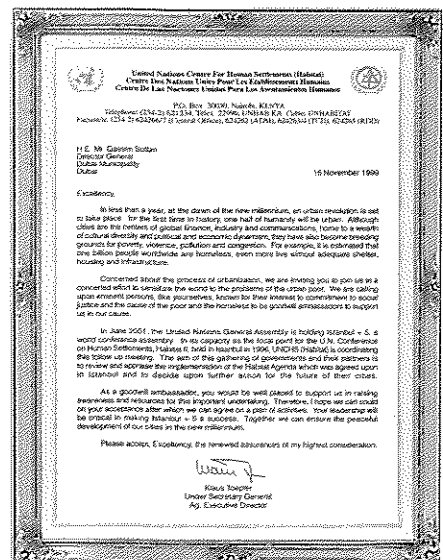 United Nations Centre For Human Settlements (Habitat)
Centre Des Nations Unies Pour Les Etablissements Humains
Centro De Las Naciones Unidas Para Los Asentamientos Humanos
P.O. Box 30030, Nairobi, KENYA
H.E. Mr. Qassim Sultan
Director General
Dubai Municipality
Dubai
15 November 1999
Excellency,
In less than a year, at the dawn of the new millennium, an urban revolution is set
to take place for the first time in history, one half of humanity will be urban. Although
cities are the centers of global finance, industry and communications, home to a wealth
of cultural diversity and political and economic dynamism, they have also become breeding
grounds for poverty, violence, pollution and congestion. For example, it is estimated that
one billion people worldwide are homeless, even more live without adequate shelter,
housing and infrastructure.
Concerned about the process of urbanisation, we are inviting you to join us in a
concerted effort to sensitize the world to the problems of the urban poor. We are calling
upon eminent persons, like yourselves, known for their interest to commitment to social
justice and the cause of the poor and the homeless to be goodwill ambassadors to support
us in our cause.
In June 2001, the United Nations General Assembly is holding Istanbul + 5, a
world conference assembly. In its capacity as the focal point for the U.N. Conference
on Human Settlements, Habitat II, held in Istanbul in 1996, UNCHS (Habitat) is coordinating
this follow up meeting. The aim of this gathering of governments and their partners is
to review and appraise the implementation of the Habitat Agenda which was agreed upon
in Istanbul and to decide upon further action for the future of their cities.
As a goodwill ambassador, you would be well placed to support us in raising
awareness and resources for this important undertaking. Therefore, I hope we can count
on your acceptance after which we can agree on a plan of activities. Your leadership will
be critical in making Istanbul + 5 a success. Together we can ensure the peaceful
development of our cities in the new millennium.
Please accept, Excellency, the renewed assurances of my highest consideration.
Klaus Toepfer
Under Secretary General
Ag. Executive Director